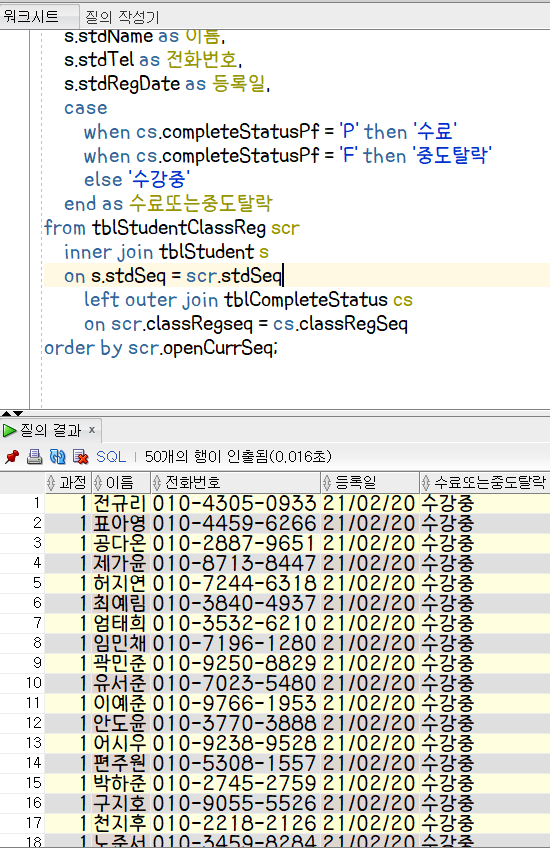 워크시트 질의 작성기
s.stdName as 이름,
s.stdTel as 전화번호,
s.stdRegDate as 등록일,
case
when cs.completeStatusPf = 'P' then '수료'
when cs.completeStatusPf = 'F' then '중도탈락'
else '수강중'
end as 수료또는중도탈락
from tblStudentClassReg scr
inner join tblStudent s
on s.stdSeq = scr.stdSeq
left outer join tblCompleteStatus cs
on scr.classRegseq = cs.classRegSeq
order by scr.openCurrSeq;
질의 결과 x
SQL | 50개의 행이 인출됨(0,016초)
과정 이름 전화번호 등록일 수료또는중도탈락
1 1 전규리 010-4305-0933 21/02/20 수강중
2 1 표아영 010-4459-6266 21/02/20 수강중
3 1 공다온 010-2887-9651 21/02/20 수강중
4 1 제가윤 010-8713-8447 21/02/20 수강중
5 1 허지연 010-7244-6318 21/02/20 수강중
6 1 최예림 010-3840-4937 21/02/20 수강중
7 1 엄태희 010-3532-6210 21/02/20 수강중
8 1 임민채 010-7196-1280 21/02/20 수강중
9 1 곽민준 010-9250-8829 21/02/20 수강중
10 1 유서준 010-7023-5480 21/02/20 수강중
11 1 이예준 010-9766-1953 21/02/20 수강중
12 1 안도윤 010-3770-3888 21/02/20 수강중
13 1 어시우 010-9238-9528 21/02/20 수강중
14 1 편주원 010-5308-1557 21/02/20 수강중
15 1 박하준 010-2745-2759 21/02/20 수강중
16 1 구지호 010-9055-5526 21/02/20 수강중
17 1 천지후 010-2218-2126 21/02/20 수강중
18 1 노준서 010-3459-8284 21/02/20 수강중